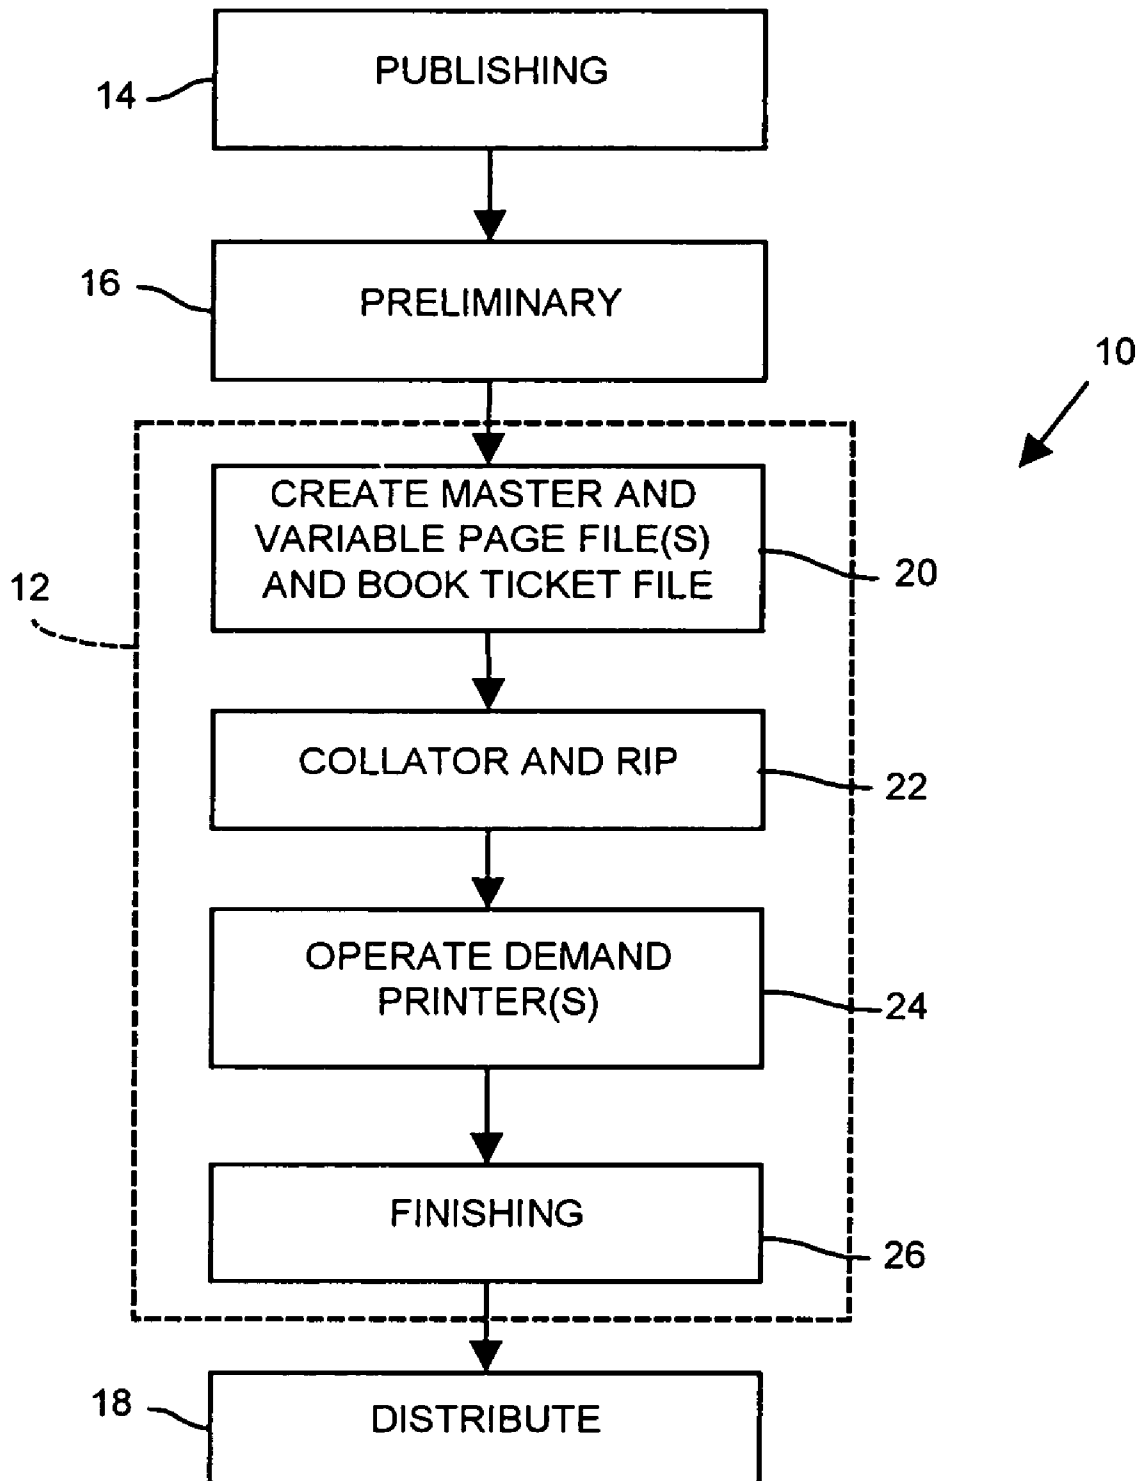 PUBLISHING
14
16
PRELIMINARY
10
CREATE MASTER AND
VARIABLE PAGE FILE(S)
AND BOOK TICKET FILE
12
20
COLLATOR AND RIP
22
OPERATE DEMAND
PRINTER(S)
24
FINISHING
26
18
DISTRIBUTE